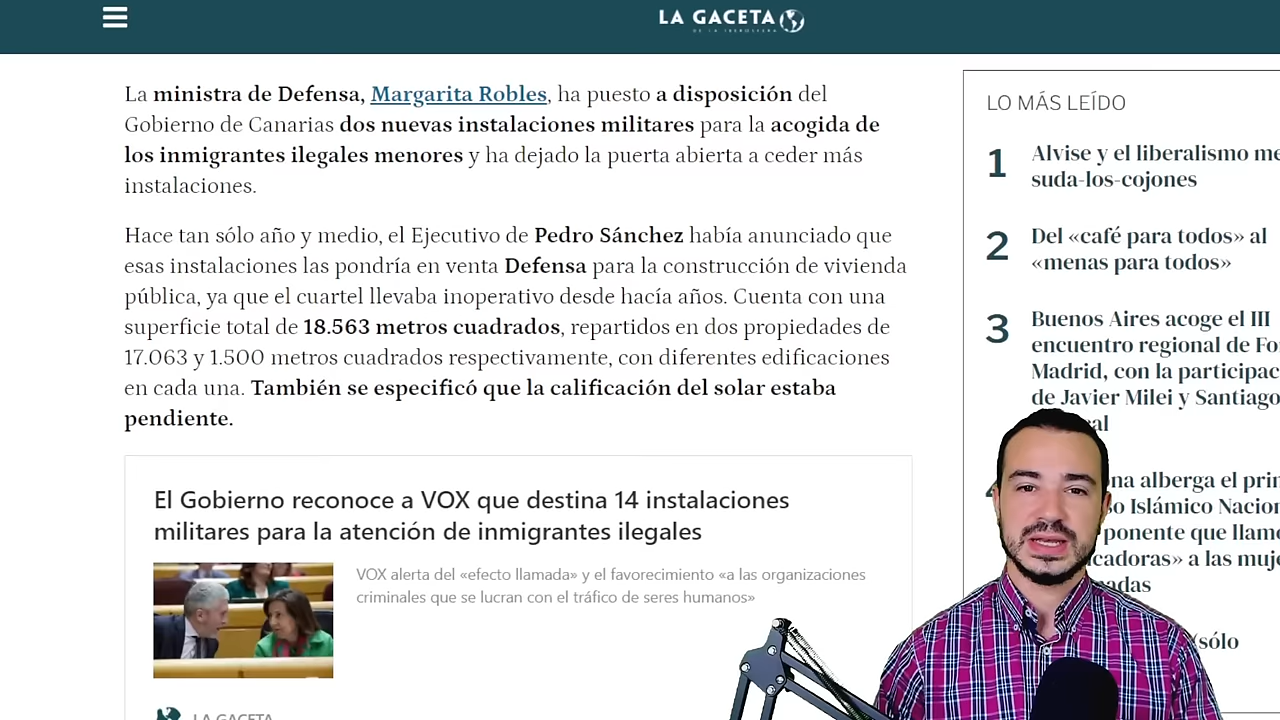 LA GACETA
DE LA IBEROSFERA
La ministra de Defensa, Margarita Robles, ha puesto a disposición del
Gobierno de Canarias dos nuevas instalaciones militares para la acogida de
los inmigrantes ilegales menores y ha dejado la puerta abierta a ceder más
instalaciones.
Hace tan sólo año y medio, el Ejecutivo de Pedro Sánchez había anunciado que
esas instalaciones las pondría en venta Defensa para la construcción de vivienda
pública, ya que el cuartel llevaba inoperativo desde hacía años. Cuenta con una
superficie total de 18.563 metros cuadrados, repartidos en dos propiedades de
17.063 y 1.500 metros cuadrados respectivamente, con diferentes edificaciones
en cada una. También se especificó que la calificación del solar estaba
pendiente.
El Gobierno reconoce a VOX que destina 14 instalaciones
militares para la atención de inmigrantes ilegales
VOX alerta del «efecto llamada» y el favorecimiento «a las organizaciones
criminales que se lucran con el tráfico de seres humanos»
LA GACETA
LO MÁS LEÍDO
1
Alvise y el liberalismo me
suda-los-cojones
2
Del «café para todos» al
«menas para todos»
3
Buenos Aires acoge el III
encuentro regional de Fo
Madrid, con la participac
de Javier Milei y Santiago
al
na alberga el prin
so Islámico Nacion
ponente que llamó
cadoras» a las muje
adas
(sólo